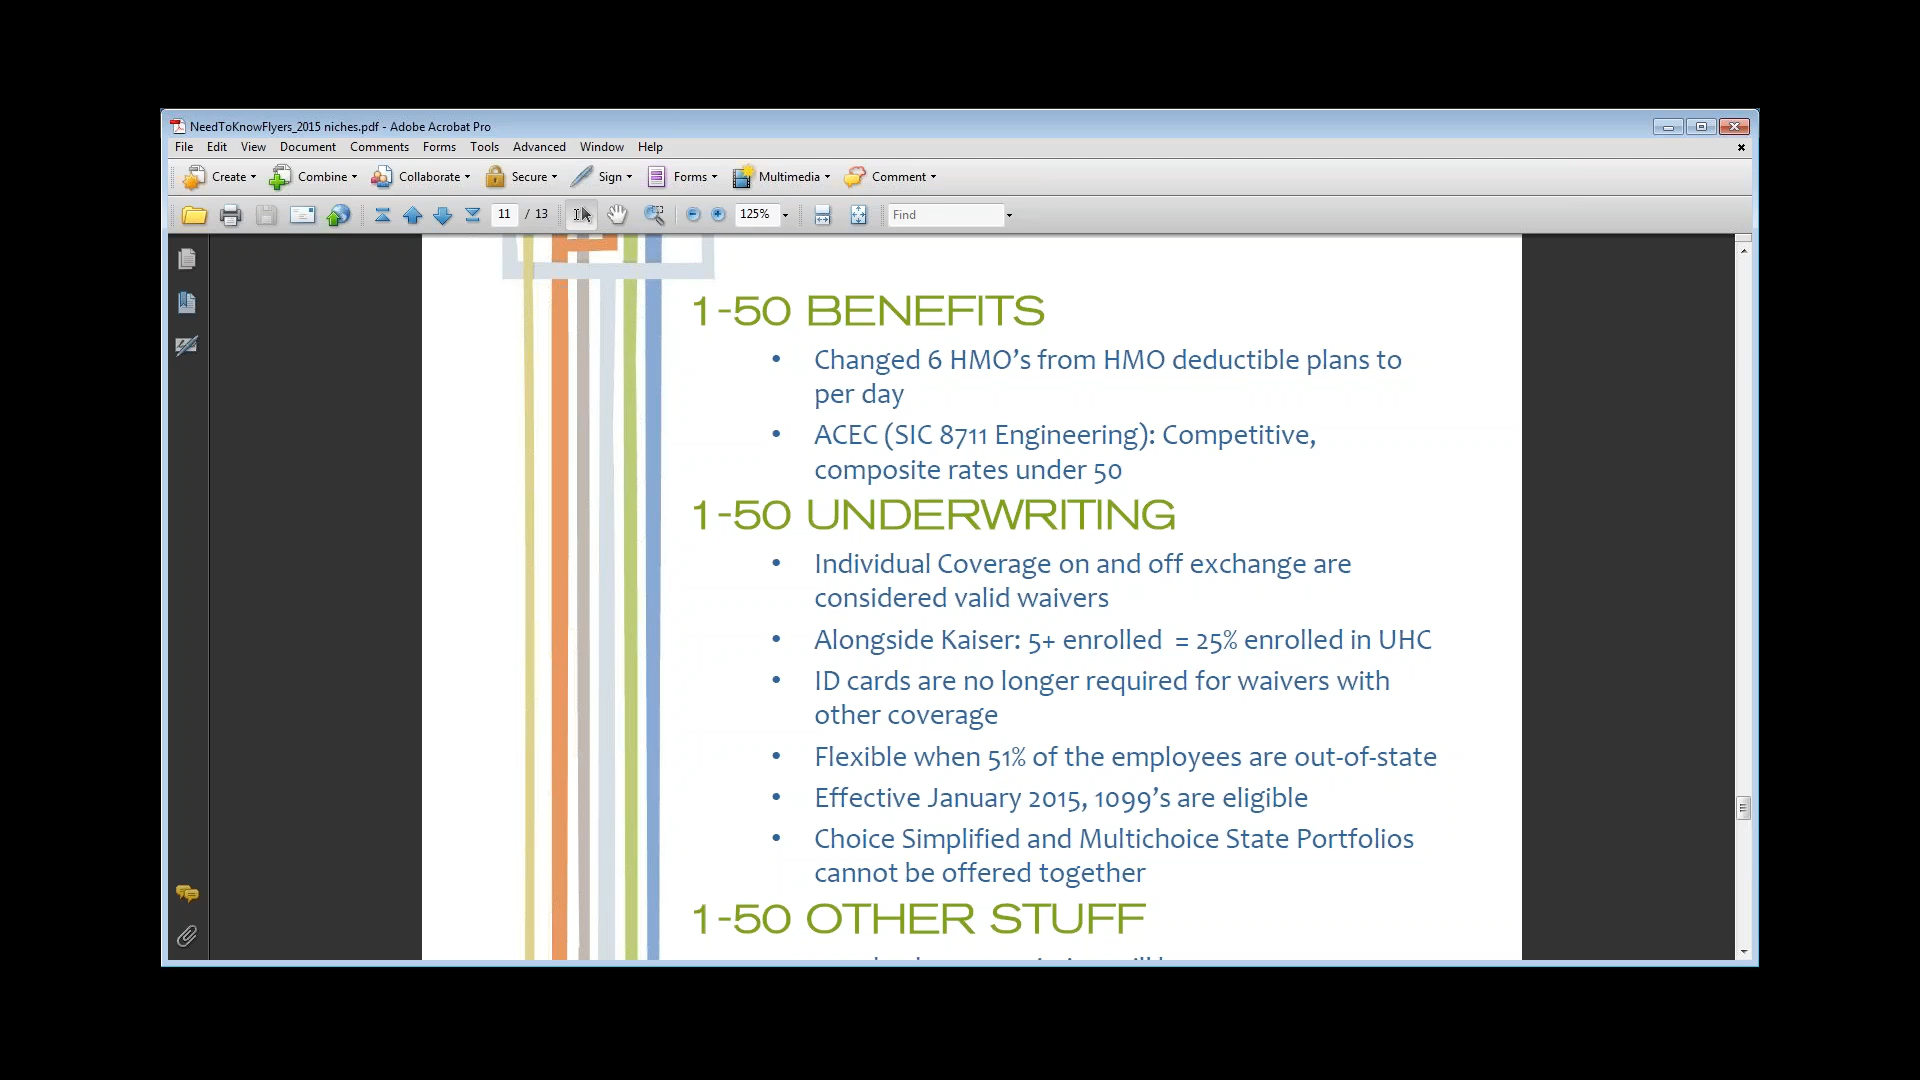 NeedToKnowFlyers_2015 niches.pdf - Adobe Acrobat Pro
File Edit View Document Comments Forms Tools Advanced Window Help
Create Combine Collaborate Secure Sign Forms Multimedia Comment
11 / 13 125% Find
1-50 BENEFITS
• Changed 6 HMO’s from HMO deductible plans to
per day
• ACEC (SIC 8711 Engineering): Competitive,
composite rates under 50
1-50 UNDERWRITING
• Individual Coverage on and off exchange are
considered valid waivers
• Alongside Kaiser: 5+ enrolled = 25% enrolled in UHC
• ID cards are no longer required for waivers with
other coverage
• Flexible when 51% of the employees are out-of-state
• Effective January 2015, 1099’s are eligible
• Choice Simplified and Multichoice State Portfolios
cannot be offered together
1-50 OTHER STUFF